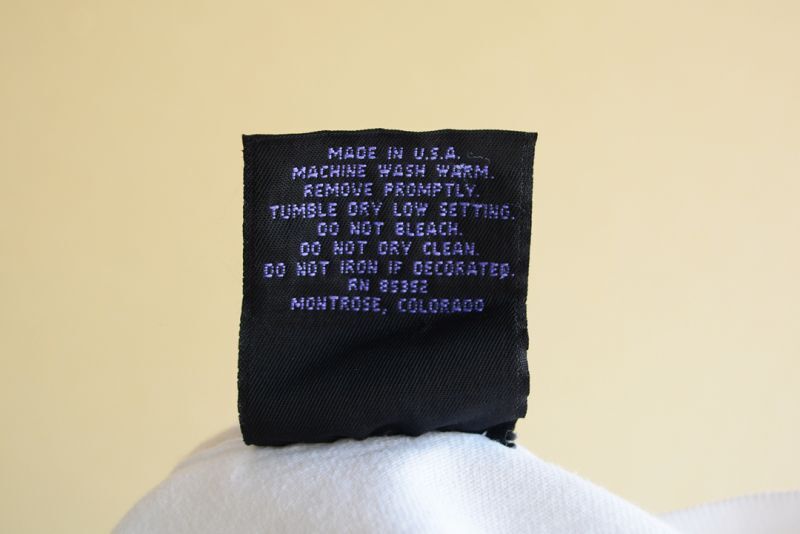 MADE IN U.S.A.
MACHINE WASH WARM.
REMOVE PROMPTLY.
TUMBLE DRY LOW SETTING.
DO NOT BLEACH.
DO NOT DRY CLEAN.
DO NOT IRON IF DECORATED.
RN 85352
MONTROSE, COLORADO